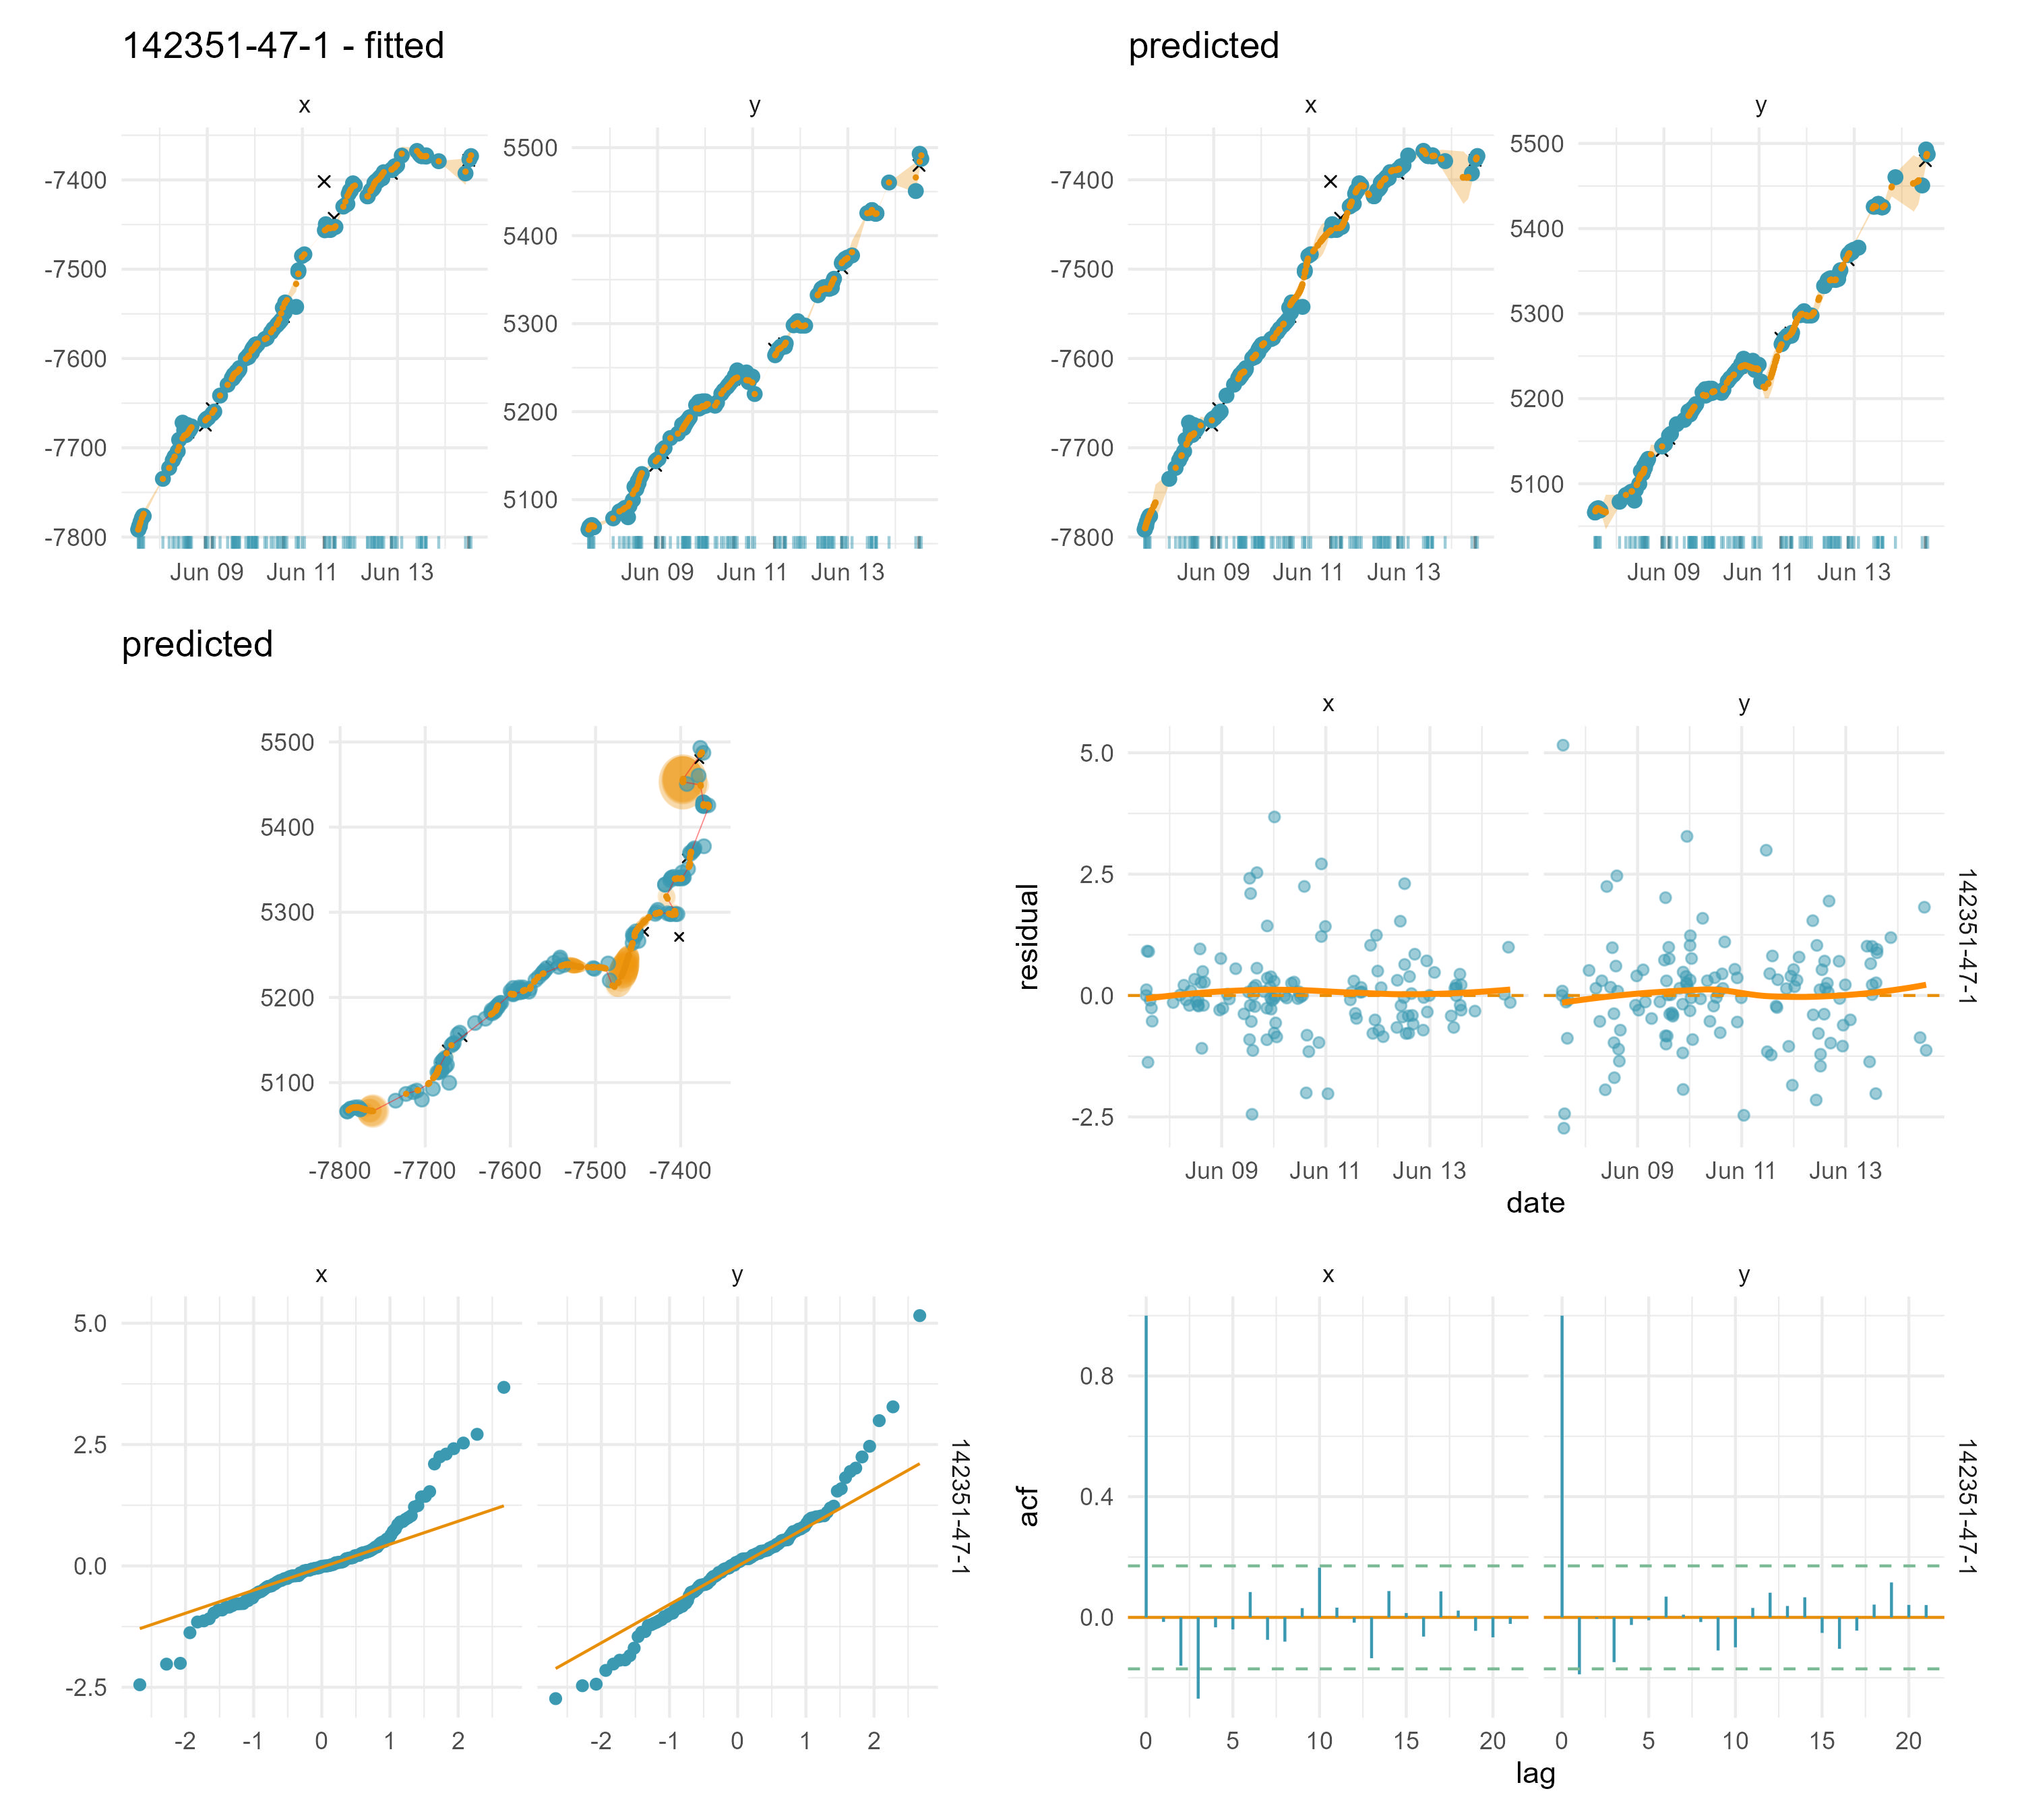 142351-47-1 - fitted
predicted
x
y
x
y
-7400
-7500
-7600
-7700
-7800
5500
5400
5300
5200
5100
-7400
-7500
-7600
-7700
-7800
5500
5400
5300
5200
5100
Jun 09 Jun 11 Jun 13
Jun 09 Jun 11 Jun 13
Jun 09 Jun 11 Jun 13
Jun 09 Jun 11 Jun 13
predicted
5500
5400
5300
5200
5100
-7800 -7700 -7600 -7500 -7400
x
y
residual
5.0
2.5
0.0
-2.5
Jun 09 Jun 11 Jun 13
Jun 09 Jun 11 Jun 13
date
142351-47-1
x
y
5.0
2.5
0.0
-2.5
-2 -1 0 1 2
-2 -1 0 1 2
142351-47-1
x
y
acf
0.8
0.4
0.0
0 5 10 15 20
0 5 10 15 20
lag
142351-47-1